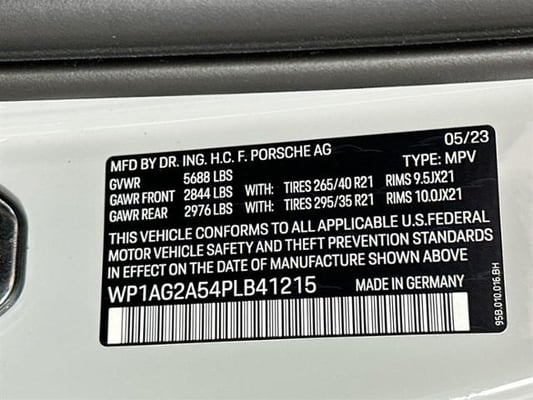 05/23
MFD BY DR. ING. H.C. F. PORSCHE AG
GVWR 5688 LBS TYPE: MPV
GAWR FRONT 2844 LBS WITH: TIRES 265/40 R21 RIMS 9.5JX21
GAWR REAR 2976 LBS WITH: TIRES 295/35 R21 RIMS 10.0JX21
THIS VEHICLE CONFORMS TO ALL APPLICABLE U.S.FEDERAL
MOTOR VEHICLE SAFETY AND THEFT PREVENTION STANDARDS
IN EFFECT ON THE DATE OF MANUFACTURE SHOWN ABOVE
WP1AG2A54PLB41215 MADE IN GERMANY
95B.010.016.BH